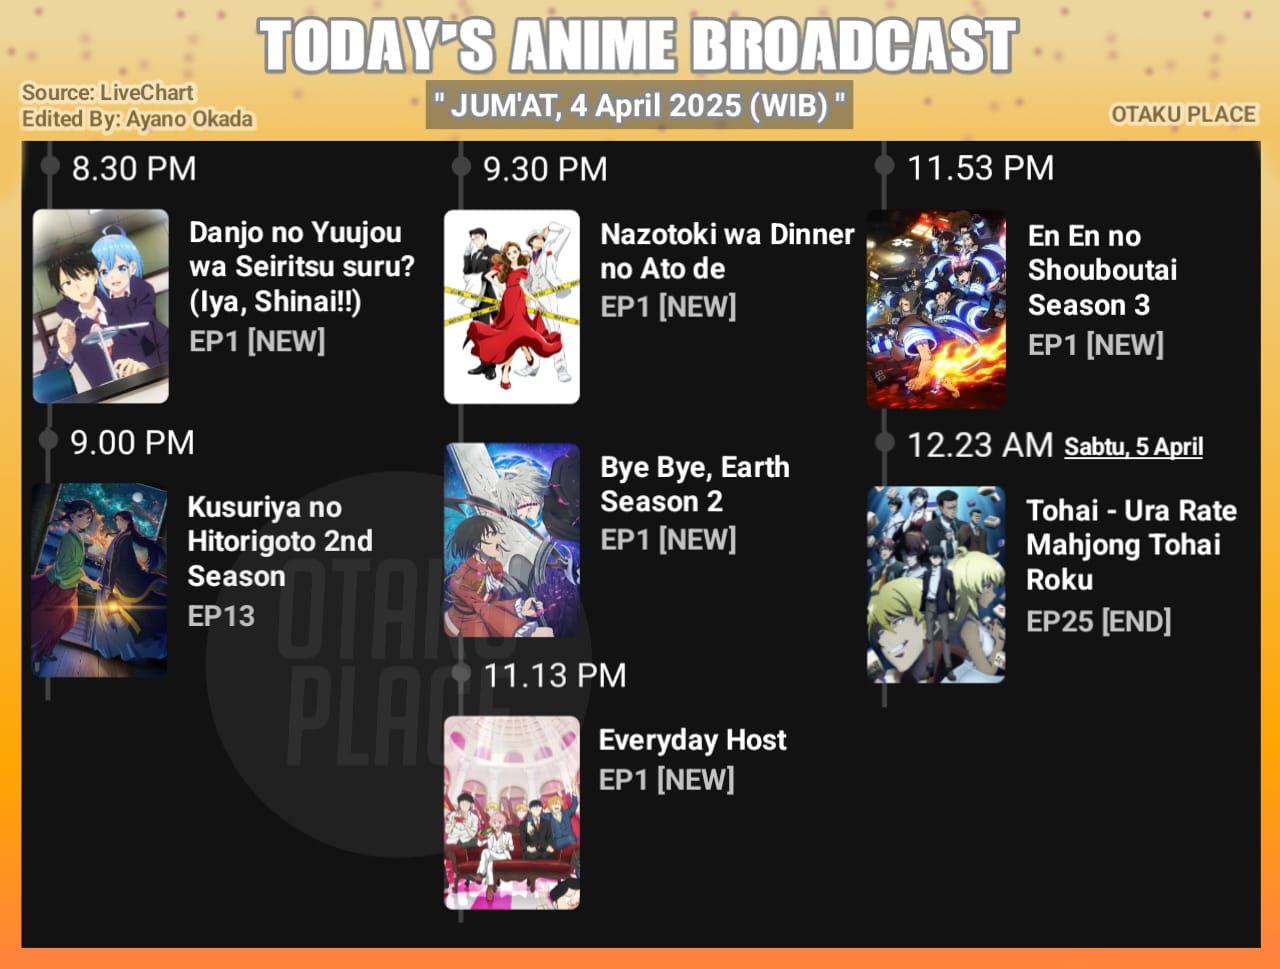 TODAY'S ANIME BROADCAST
Source: LiveChart
Edited By: Ayano Okada
" JUM'AT, 4 April 2025 (WIB) "
OTAKU PLACE
8.30 PM
Danjo no Yuujou
wa Seiritsu suru?
(Iya, Shinai!!)
EP1 [NEW]
9.00 PM
Kusuriya no
Hitorigoto 2nd
Season
EP13
9.30 PM
Nazotoki wa Dinner
no Ato de
EP1 [NEW]
Bye Bye, Earth
Season 2
EP1 [NEW]
11.13 PM
Everyday Host
EP1 [NEW]
11.53 PM
En En no
Shouboutai
Season 3
EP1 [NEW]
12.23 AM Sabtu, 5 April
Tohai - Ura Rate
Mahjong Tohai
Roku
EP25 [END]
OTAKU
PLACE